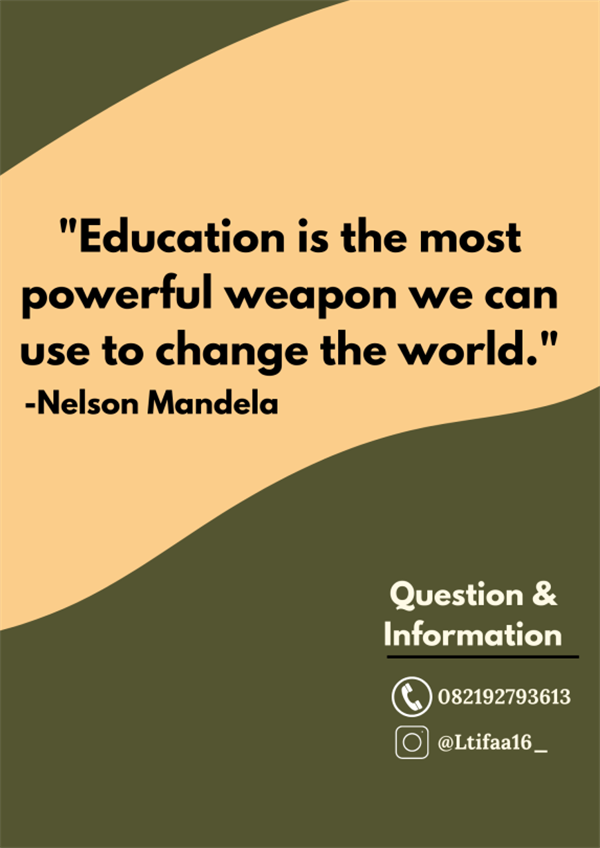 "Education is the most
powerful weapon we can
use to change the world."
-Nelson Mandela
Question &
Information
082192793613
@Ltifaa16_